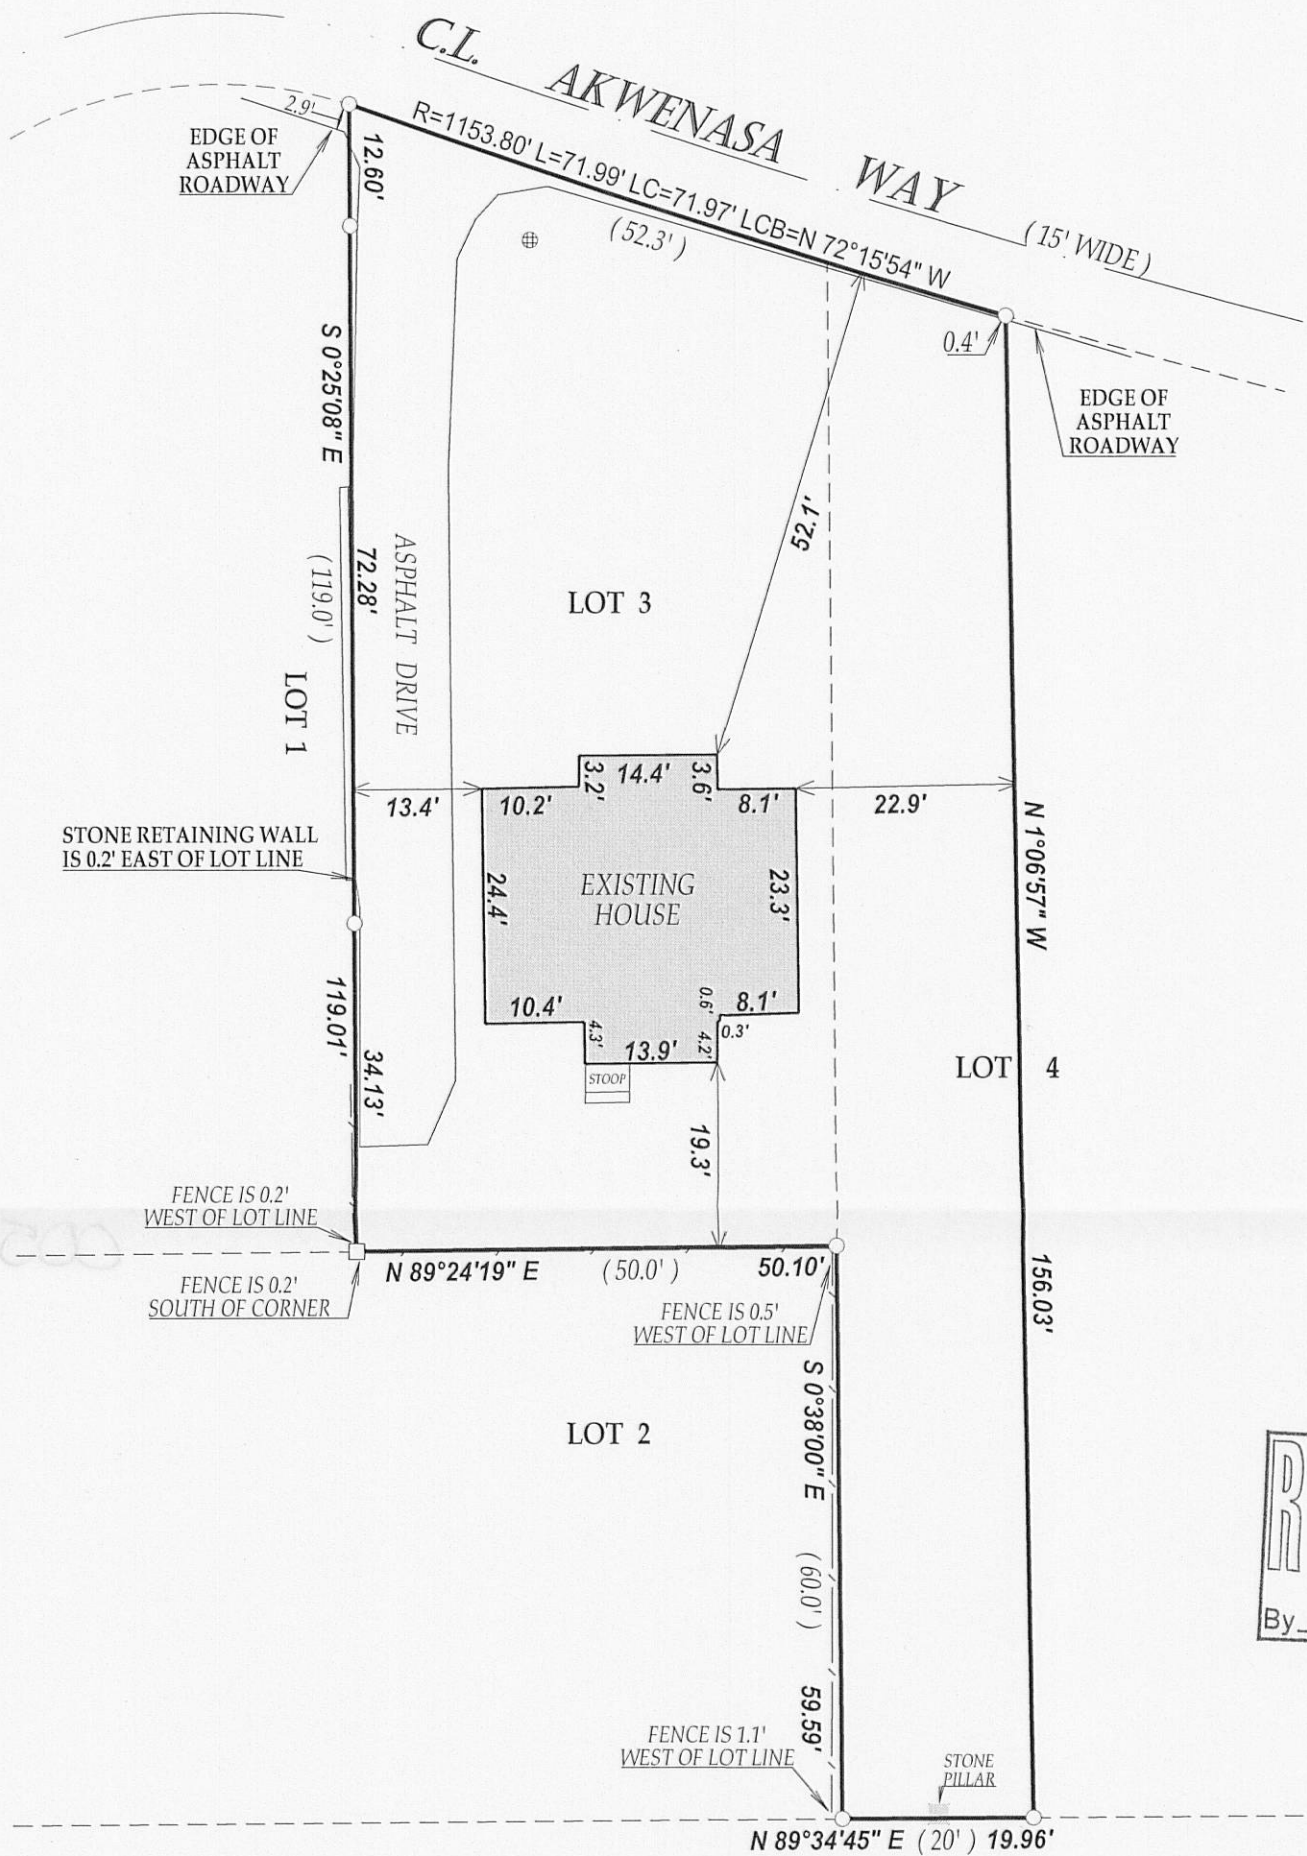 C.L. AKWENASA WAY
( 15' WIDE )
2.9'
EDGE OF
ASPHALT
ROADWAY
12.60'
R=1153.80' L=71.99' LC=71.97' LCB=N 72°15'54" W
( 52.3' )
0.4'
EDGE OF
ASPHALT
ROADWAY
S 0°25'08" E
72.28'
( 119.0' )
ASPHALT DRIVE
LOT 1
52.1'
LOT 3
3.2'
14.4'
3.6'
13.4'
10.2'
8.1'
22.9'
STONE RETAINING WALL
IS 0.2' EAST OF LOT LINE
N 1°06'57" W
24.4'
EXISTING
HOUSE
23.3'
119.01'
34.13'
10.4'
4.3'
13.9'
0.6'
4.2'
8.1'
0.3'
STOOP
LOT 4
19.3'
FENCE IS 0.2'
WEST OF LOT LINE
FENCE IS 0.2'
SOUTH OF CORNER
N 89°24'19" E ( 50.0' ) 50.10'
156.03'
FENCE IS 0.5'
WEST OF LOT LINE
S 0°38'00" E
( 60.0' )
59.59'
LOT 2
R
By
FENCE IS 1.1'
WEST OF LOT LINE
STONE
PILLAR
N 89°34'45" E ( 20' ) 19.96'